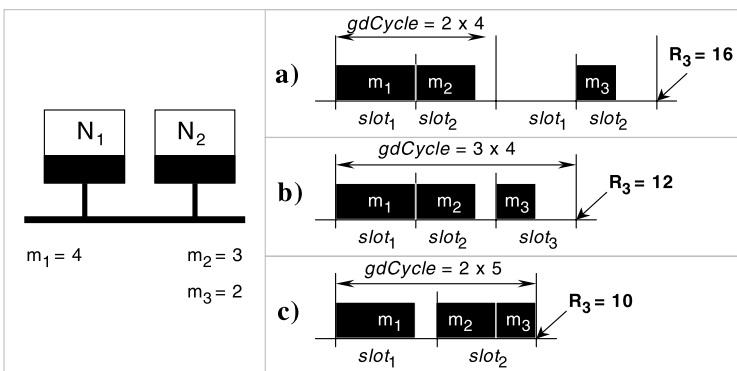 N1 N2
m1 = 4 m2 = 3
m3 = 2
gdCycle = 2 x 4
a) m1 m2 m3 R3 = 16
slot1 slot2 slot1 slot2
gdCycle = 3 x 4
b) m1 m2 m3 R3 = 12
slot1 slot2 slot3
gdCycle = 2 x 5
c) m1 m2 m3 R3 = 10
slot1 slot2